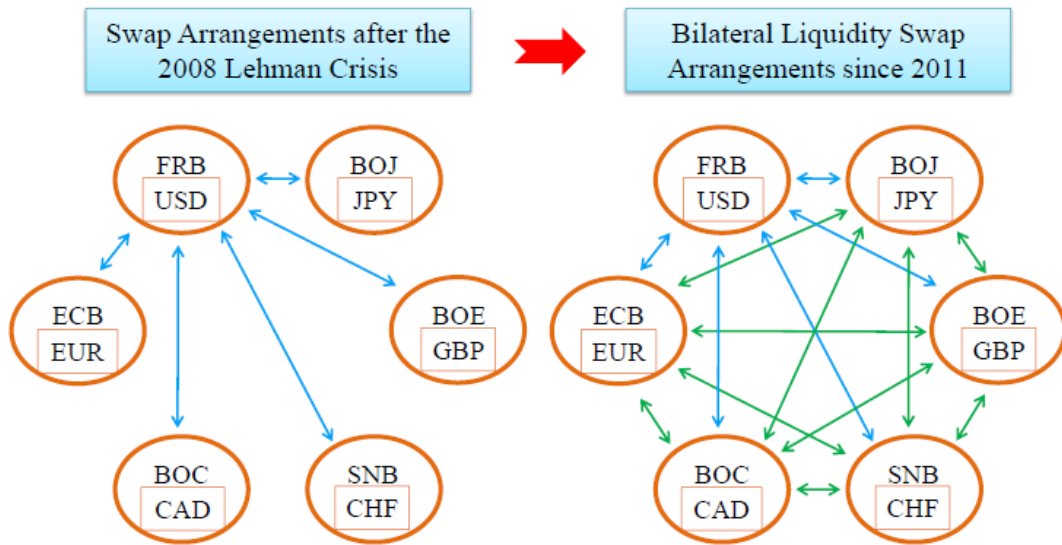 Swap Arrangements after the
2008 Lehman Crisis
Bilateral Liquidity Swap
Arrangements since 2011
FRB
USD
BOJ
JPY
ECB
EUR
BOE
GBP
BOC
CAD
SNB
CHF
FRB
USD
BOJ
JPY
ECB
EUR
BOE
GBP
BOC
CAD
SNB
CHF